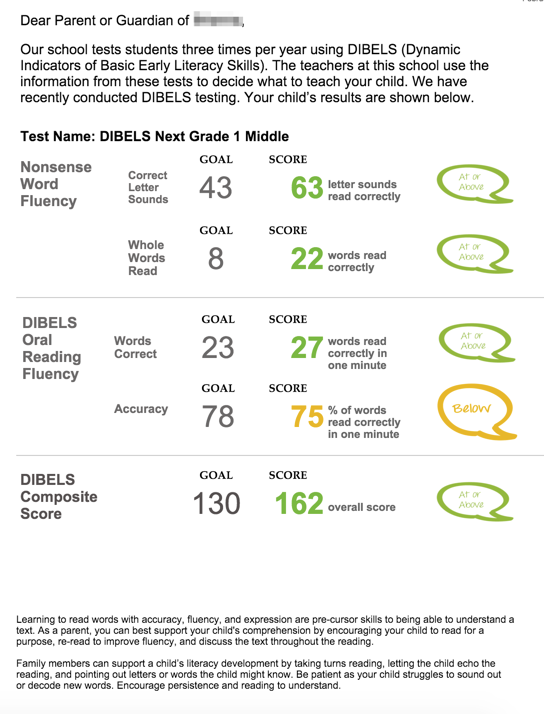 Dear Parent or Guardian of
Our school tests students three times per year using DIBELS (Dynamic
Indicators of Basic Early Literacy Skills). The teachers at this school use the
information from these tests to decide what to teach your child. We have
recently conducted DIBELS testing. Your child's results are shown below.
Test Name: DIBELS Next Grade 1 Middle
Nonsense
Word
Fluency
Correct
Letter
Sounds
GOAL
43
SCORE
63 letter sounds
read correctly
At or
Above
Whole
Words
Read
GOAL
8
SCORE
22 words read
correctly
At or
Above
DIBELS
Oral
Reading
Fluency
Words
Correct
GOAL
23
SCORE
27 words read
correctly in
one minute
At or
Above
Accuracy
GOAL
78
SCORE
75 % of words
read correctly
in one minute
Below
DIBELS
Composite
Score
GOAL
130
SCORE
162 overall score
At or
Above
Learning to read words with accuracy, fluency, and expression are pre-cursor skills to being able to understand a
text. As a parent, you can best support your child's comprehension by encouraging your child to read for a
purpose, re-read to improve fluency, and discuss the text throughout the reading.
Family members can support a child's literacy development by taking turns reading, letting the child echo the
reading, and pointing out letters or words the child might know. Be patient as your child struggles to sound out
or decode new words. Encourage persistence and reading to understand.